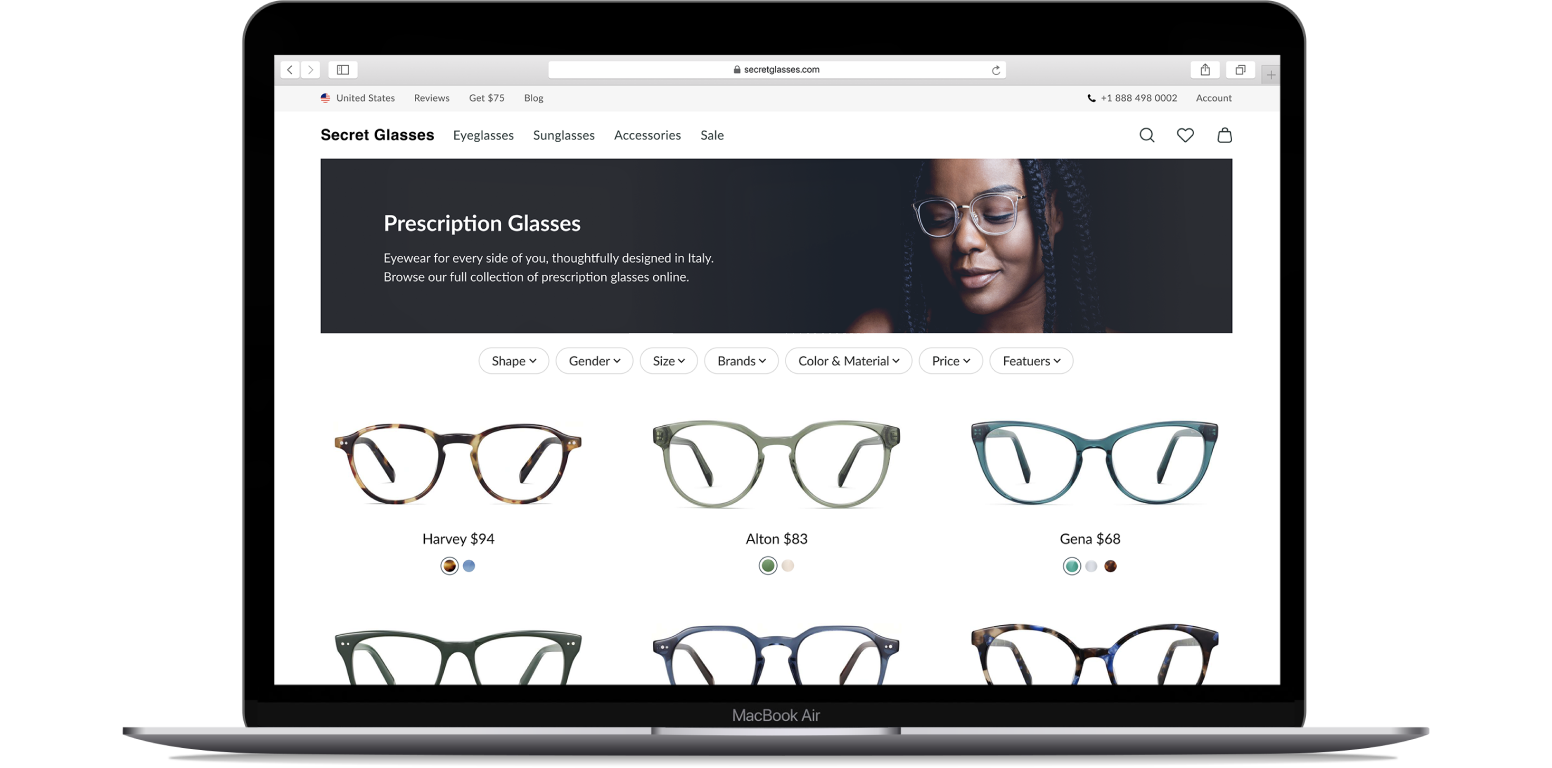 secretglasses.com
United States Reviews Get $75 Blog +1 888 498 0002 Account
Secret Glasses Eyeglasses Sunglasses Accessories Sale
Prescription Glasses
Eyewear for every side of you, thoughtfully designed in Italy.
Browse our full collection of prescription glasses online.
Shape Gender Size Brands Color & Material Price Featuers
Harvey $94 Alton $83 Gena $68
MacBook Air